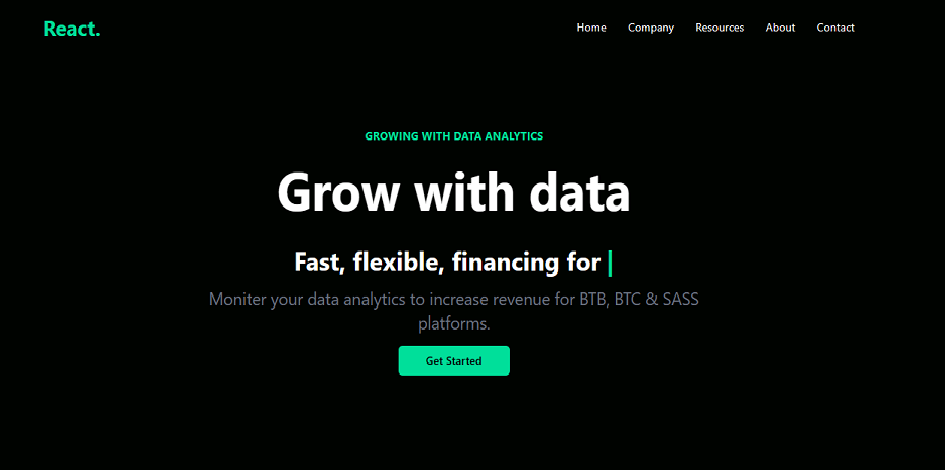 React.
Home Company Resources About Contact
GROWING WITH DATA ANALYTICS
Grow with data
Fast, flexible, financing for
Moniter your data analytics to increase revenue for BTB, BTC & SASS
platforms.
Get Started